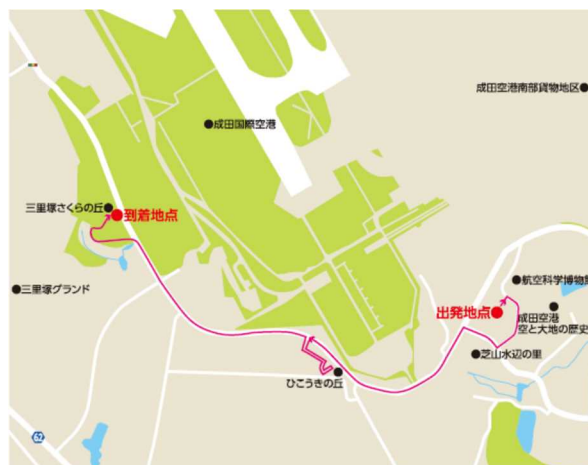 成田空港南部貨物地区
成田国際空港
三里塚さくらの丘
到着地点
三里塚グランド
航空科学博物館
出発地点
成田空港
空と大地の歴史
芝山水辺の里
ひこうきの丘
62